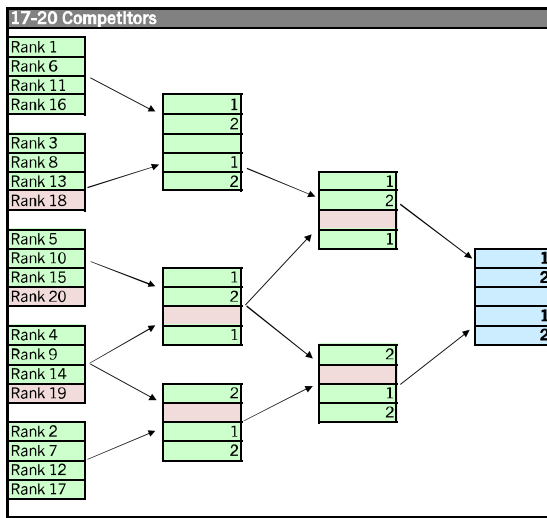 17-20 Competitors
Rank 1
Rank 6
Rank 11
Rank 16
Rank 3
Rank 8
Rank 13
Rank 18
Rank 5
Rank 10
Rank 15
Rank 20
Rank 4
Rank 9
Rank 14
Rank 19
Rank 2
Rank 7
Rank 12
Rank 17
1
2
1
2
1
2
1
2
1
2
1
2
1
2
1
2
1
2
1
2